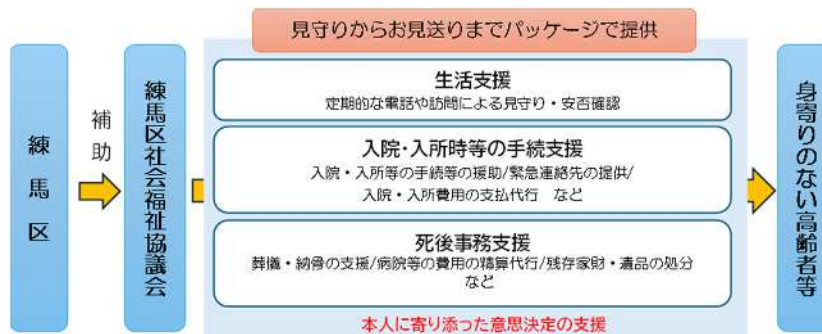 見守りからお見送りまでパッケージで提供
練馬区
補助
練馬区社会福祉協議会
生活支援
定期的な電話や訪問による見守り・安否確認
入院・入所時等の手続支援
入院・入所等の手続等の援助/緊急連絡先の提供/
入院・入所費用の支払代行　など
死後事務支援
葬儀・納骨の支援/病院等の費用の精算代行/残存家財・遺品の処分
など
本人に寄り添った意思決定の支援
身寄りのない高齢者等